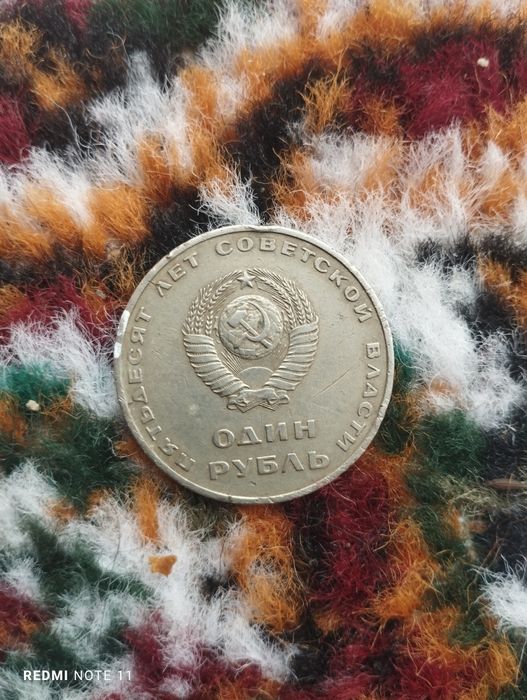 ПЯТЬДЕСЯТ ЛЕТ СОВЕТСКОЙ ВЛАСТИ
ОДИН
РУБЛЬ
REDMI NOTE 11